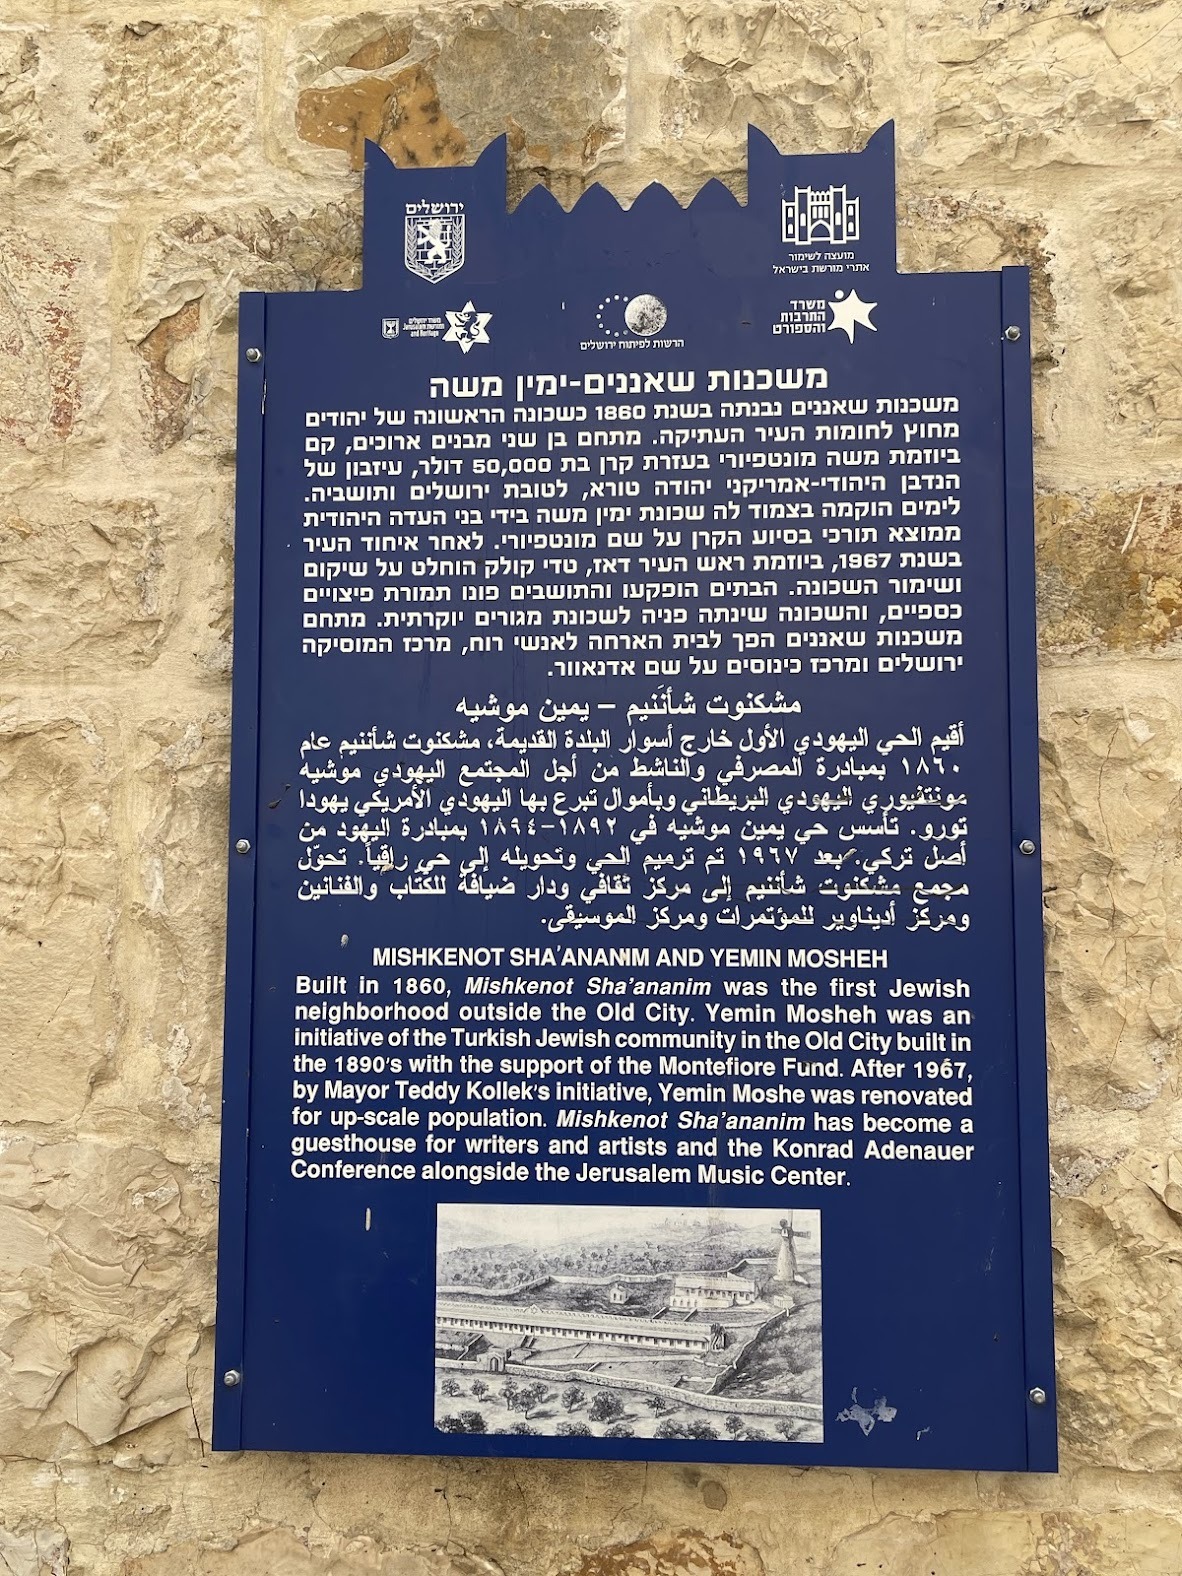 ירושלים
מועצה לשימור
אתרי מורשת בישראל
משרד ירושלים
ומורשת
Jerusalem
and Heritage
הרשות לפיתוח ירושלים
משרד
התרבות
והספורט
משכנות שאננים-ימין משה
משכנות שאננים נבנתה בשנת 1860 כשכונה הראשונה של יהודים
מחוץ לחומות העיר העתיקה. מתחם בן שני מבנים ארוכים, קם
ביוזמת משה מונטפיורי בעזרת קרן בת 50,000 דולר, עיזבון של
הנדבן היהודי-אמריקני יהודה טורא, לטובת ירושלים ותושביה.
לימים הוקמה בצמוד לה שכונת ימין משה בידי בני העדה היהודית
ממוצא תורכי בסיוע הקרן על שם מונטפיורי. לאחר איחוד העיר
בשנת 1967, ביוזמת ראש העיר דאז, טדי קולק הוחלט על שיקום
ושימור השכונה. הבתים הופקעו והתושבים פונו תמורת פיצויים
כספיים, והשכונה שינתה פניה לשכונת מגורים יוקרתית. מתחם
משכנות שאננים הפך לבית הארחה לאנשי רוח, מרכז המוסיקה
ירושלים ומרכז כינוסים על שם אדנאוור.
مشكنوت شأنَنيم – يمين موشيه
أقيم الحي اليهودي الأول خارج أسوار البلدة القديمة، مشكنوت شأننيم عام
١٨٦٠ بمبادرة المصرفي والناشط من أجل المجتمع اليهودي موشيه
مونتفيوري اليهودي البريطاني وبأموال تبرع بها اليهودي الأمريكي يهودا
تورو. تأسس حي يمين موشيه في ١٨٩٢-١٨٩٤ بمبادرة اليهود من
أصل تركي. بعد ١٩٦٧ تم ترميم الحي وتحويله إلى حي راقياً. تحوّل
مجمع مشكنوت شأننيم إلى مركز ثقافي ودار ضيافة للكتّاب والفنانين
ومركز أديناوير للمؤتمرات ومركز الموسيقى.
MISHKENOT SHA'ANANIM AND YEMIN MOSHEH
Built in 1860, Mishkenot Sha'ananim was the first Jewish
neighborhood outside the Old City. Yemin Mosheh was an
initiative of the Turkish Jewish community in the Old City built in
the 1890's with the support of the Montefiore Fund. After 1967,
by Mayor Teddy Kollek's initiative, Yemin Moshe was renovated
for up-scale population. Mishkenot Sha'ananim has become a
guesthouse for writers and artists and the Konrad Adenauer
Conference alongside the Jerusalem Music Center.